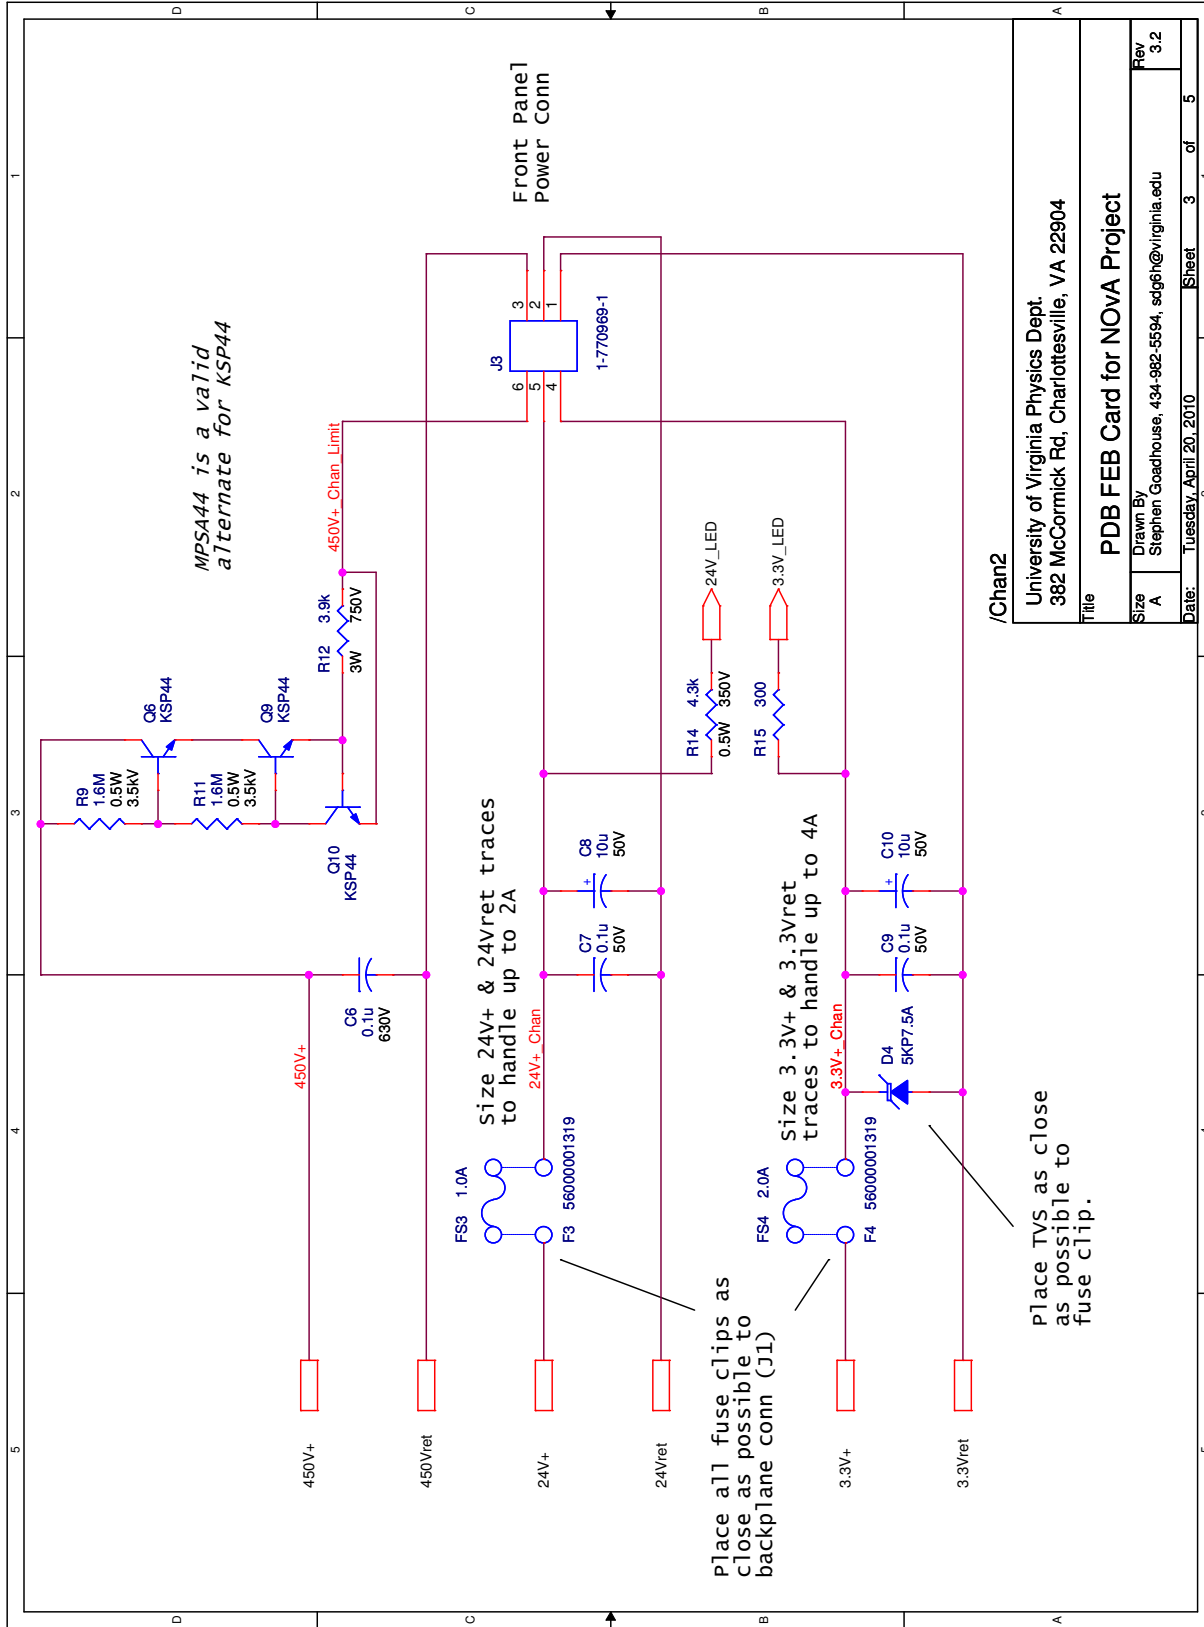 5
4
3
2
1
D
C
B
A
D
C
B
A
MPSA44 is a valid
alternate for KSP44
R9
1.6M
0.5W
3.5kV
Q6
KSP44
R11
1.6M
0.5W
3.5kV
Q9
KSP44
Q10
KSP44
R12
3.9k
3W
750V
450V+_Chan_Limit
450V+
450V+
C6
0.1u
630V
450Vret
Size 24V+ & 24Vret traces
to handle up to 2A
24V+
FS3
1.0A
F3
56000001319
24V+_Chan
C7
0.1u
50V
C8
10u
50V
24Vret
R14
4.3k
0.5W
350V
24V_LED
R15
300
3.3V_LED
J3
6
5
4
3
2
1
1-770969-1
Front Panel
Power Conn
Place all fuse clips as
close as possible to
backplane conn (J1)
Size 3.3V+ & 3.3Vret
traces to handle up to 4A
3.3V+
FS4
2.0A
F4
56000001319
3.3V+_Chan
D4
5KP7.5A
C9
0.1u
50V
C10
10u
50V
3.3Vret
Place TVs as close
as possible to
fuse clip.
/Chan2
University of Virginia Physics Dept.
382 McCormick Rd, Charlottesville, VA 22904
Title
PDB FEB Card for NOvA Project
Size
A
Drawn By
Stephen Goadhouse, 434-982-5594, sdg6h@virginia.edu
Rev
3.2
Date:
Tuesday, April 20, 2010
Sheet
3
of
5